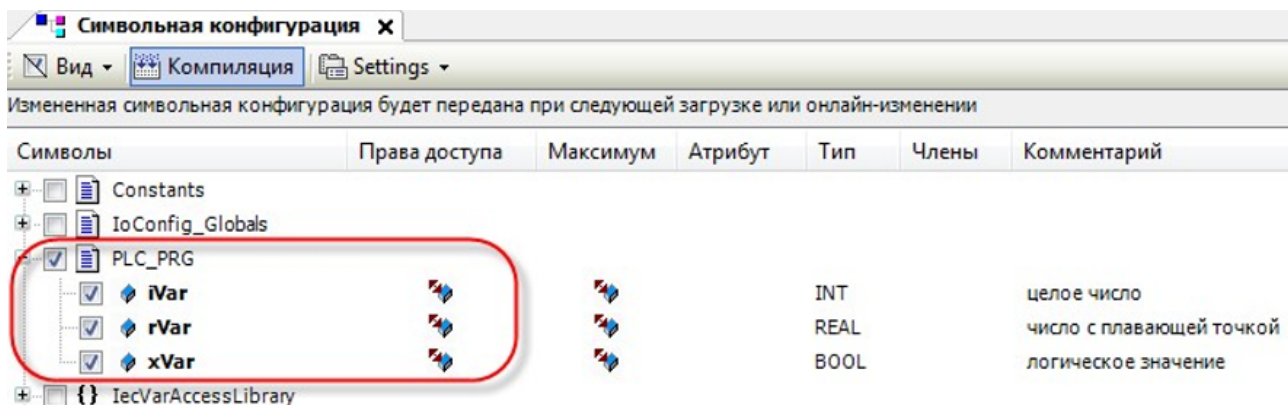 Символьная конфигурация
Вид Компиляция Settings
Измененная символьная конфигурация будет передана при следующей загрузке или онлайн-изменении
Символы Права доступа Максимум Атрибут Тип Члены Комментарий
Constants
IoConfig_Globals
PLC_PRG
iVar INT целое число
rVar REAL число с плавающей точкой
xVar BOOL логическое значение
{} IecVarAccessLibrary